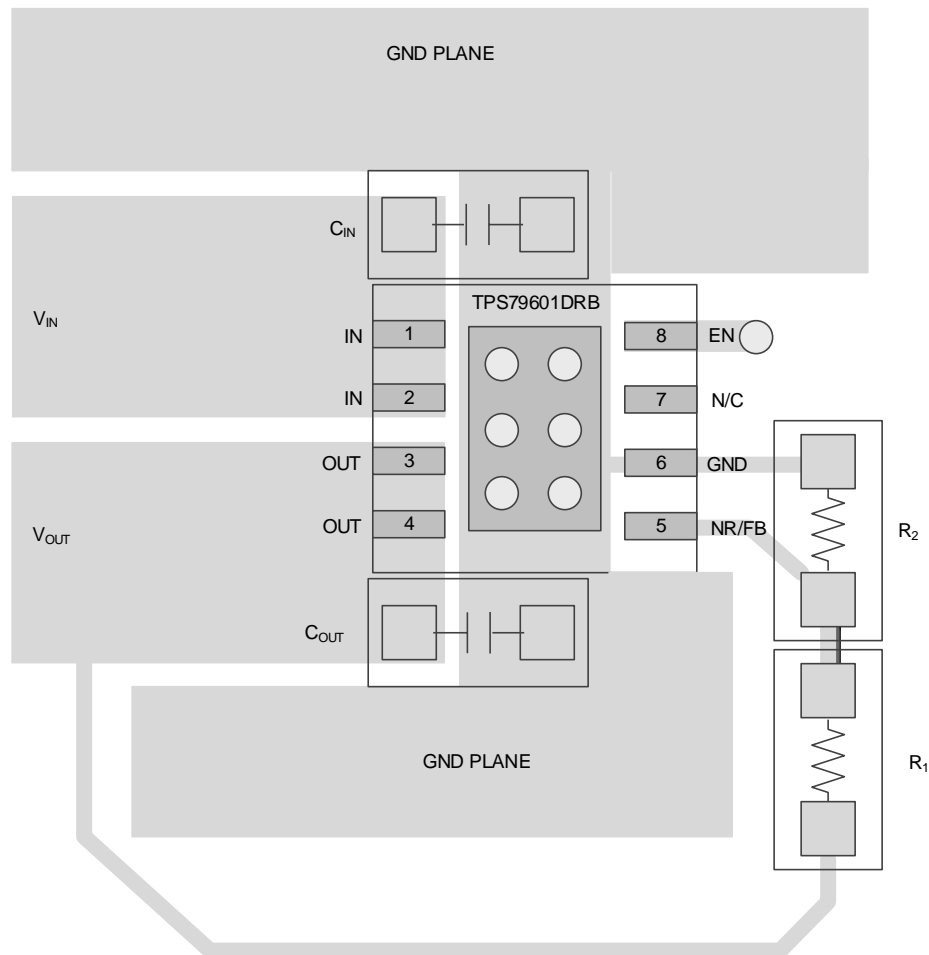 GND PLANE
C_IN
TPS79601DRB
V_IN
IN 1 8 EN
IN 2 7 N/C
OUT 3 6 GND
OUT 4 5 NR/FB
V_OUT
R_2
C_OUT
GND PLANE
R_1